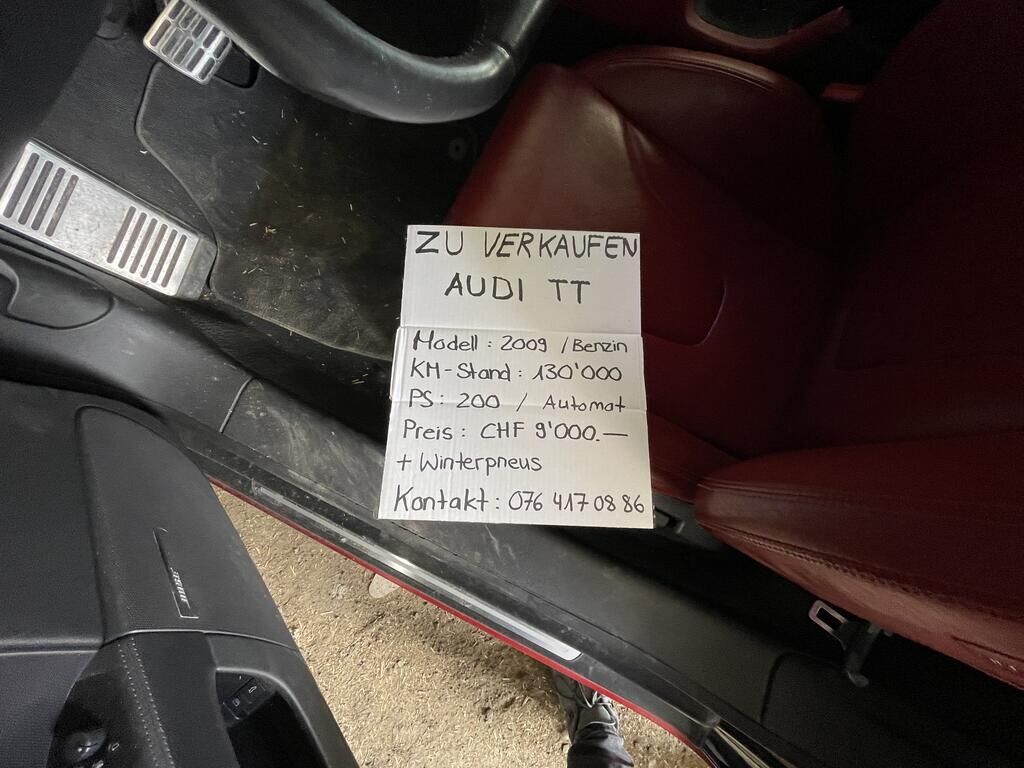 ZU VERKAUFEN
AUDI TT
Modell : 2009 / Benzin
KM-Stand : 130'000
PS : 200 / Automat
Preis : CHF 9'000.—
+ Winterpneus
Kontakt : 076 417 08 86
BOSE